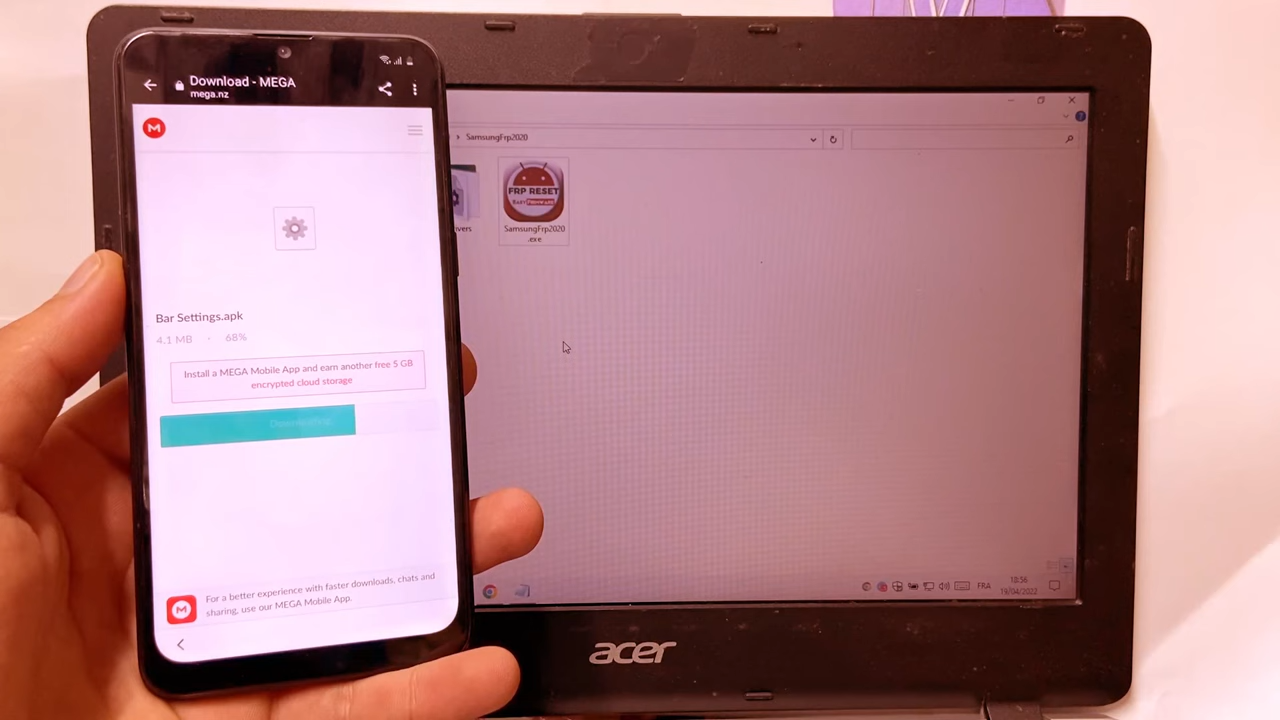 Download - MEGA
mega.nz
M
Bar Settings.apk
4.1 MB · 68%
Install a MEGA Mobile App and earn another free 5 GB
encrypted cloud storage
For a better experience with faster downloads, chats and
sharing, use our MEGA Mobile App.
M
> SamsungFrp2020
FRP RESET
SamsungFrp2020
.exe
FRA
19/04/2022
acer